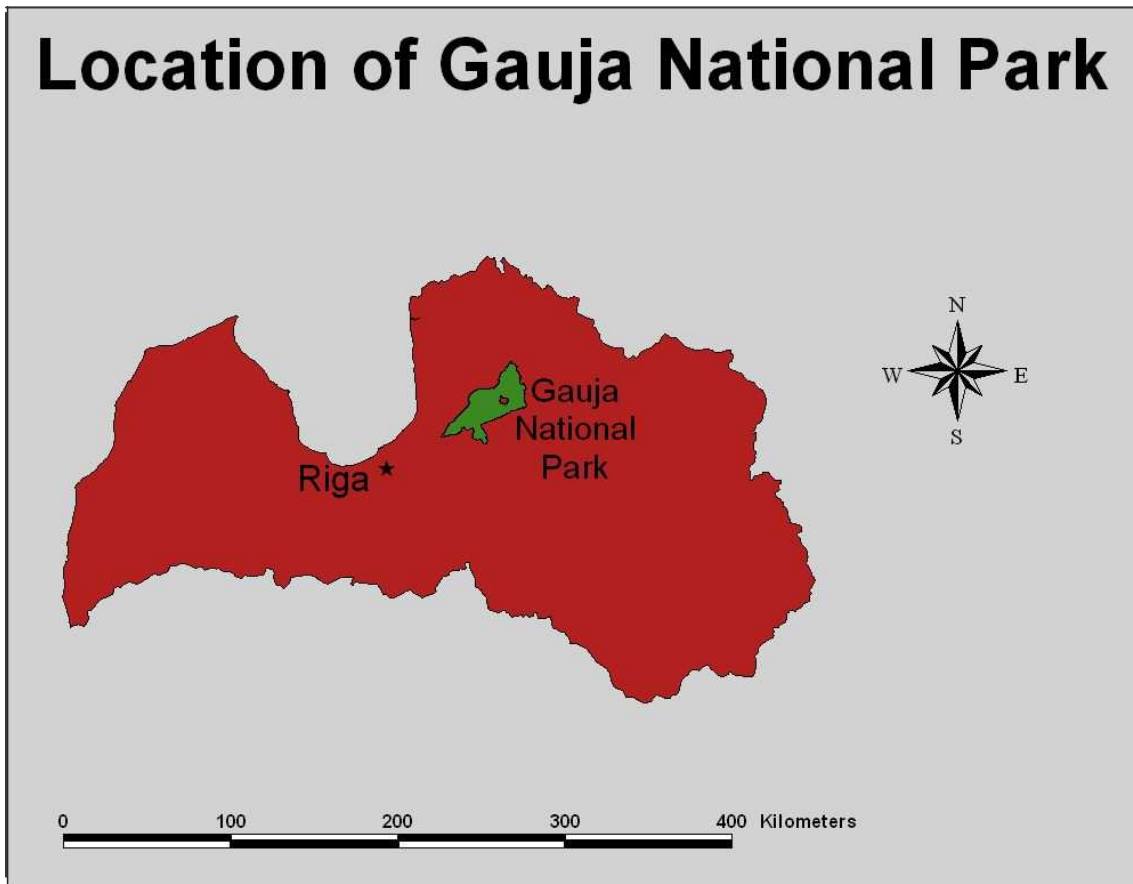 Location of Gauja National Park
N
W E
S
Gauja
National
Park
Riga
0 100 200 300 400 Kilometers